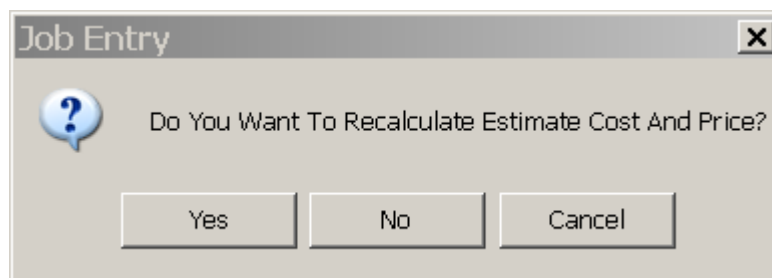 Job Entry
Do You Want To Recalculate Estimate Cost And Price?
Yes
No
Cancel